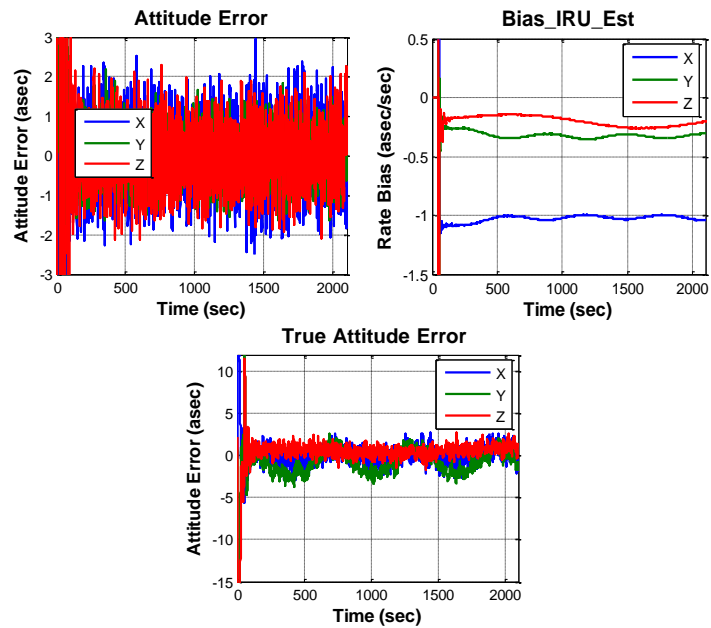 Attitude Error
Attitude Error (asec)
3
2
1
0
-1
-2
-3
X
Y
Z
0
500
1000
1500
2000
Time (sec)
Bias_IRU_Est
Rate Bias (asec/sec)
0.5
0
-0.5
-1
-1.5
X
Y
Z
0
500
1000
1500
2000
Time (sec)
True Attitude Error
Attitude Error (asec)
10
5
0
-5
-10
-15
X
Y
Z
0
500
1000
1500
2000
Time (sec)